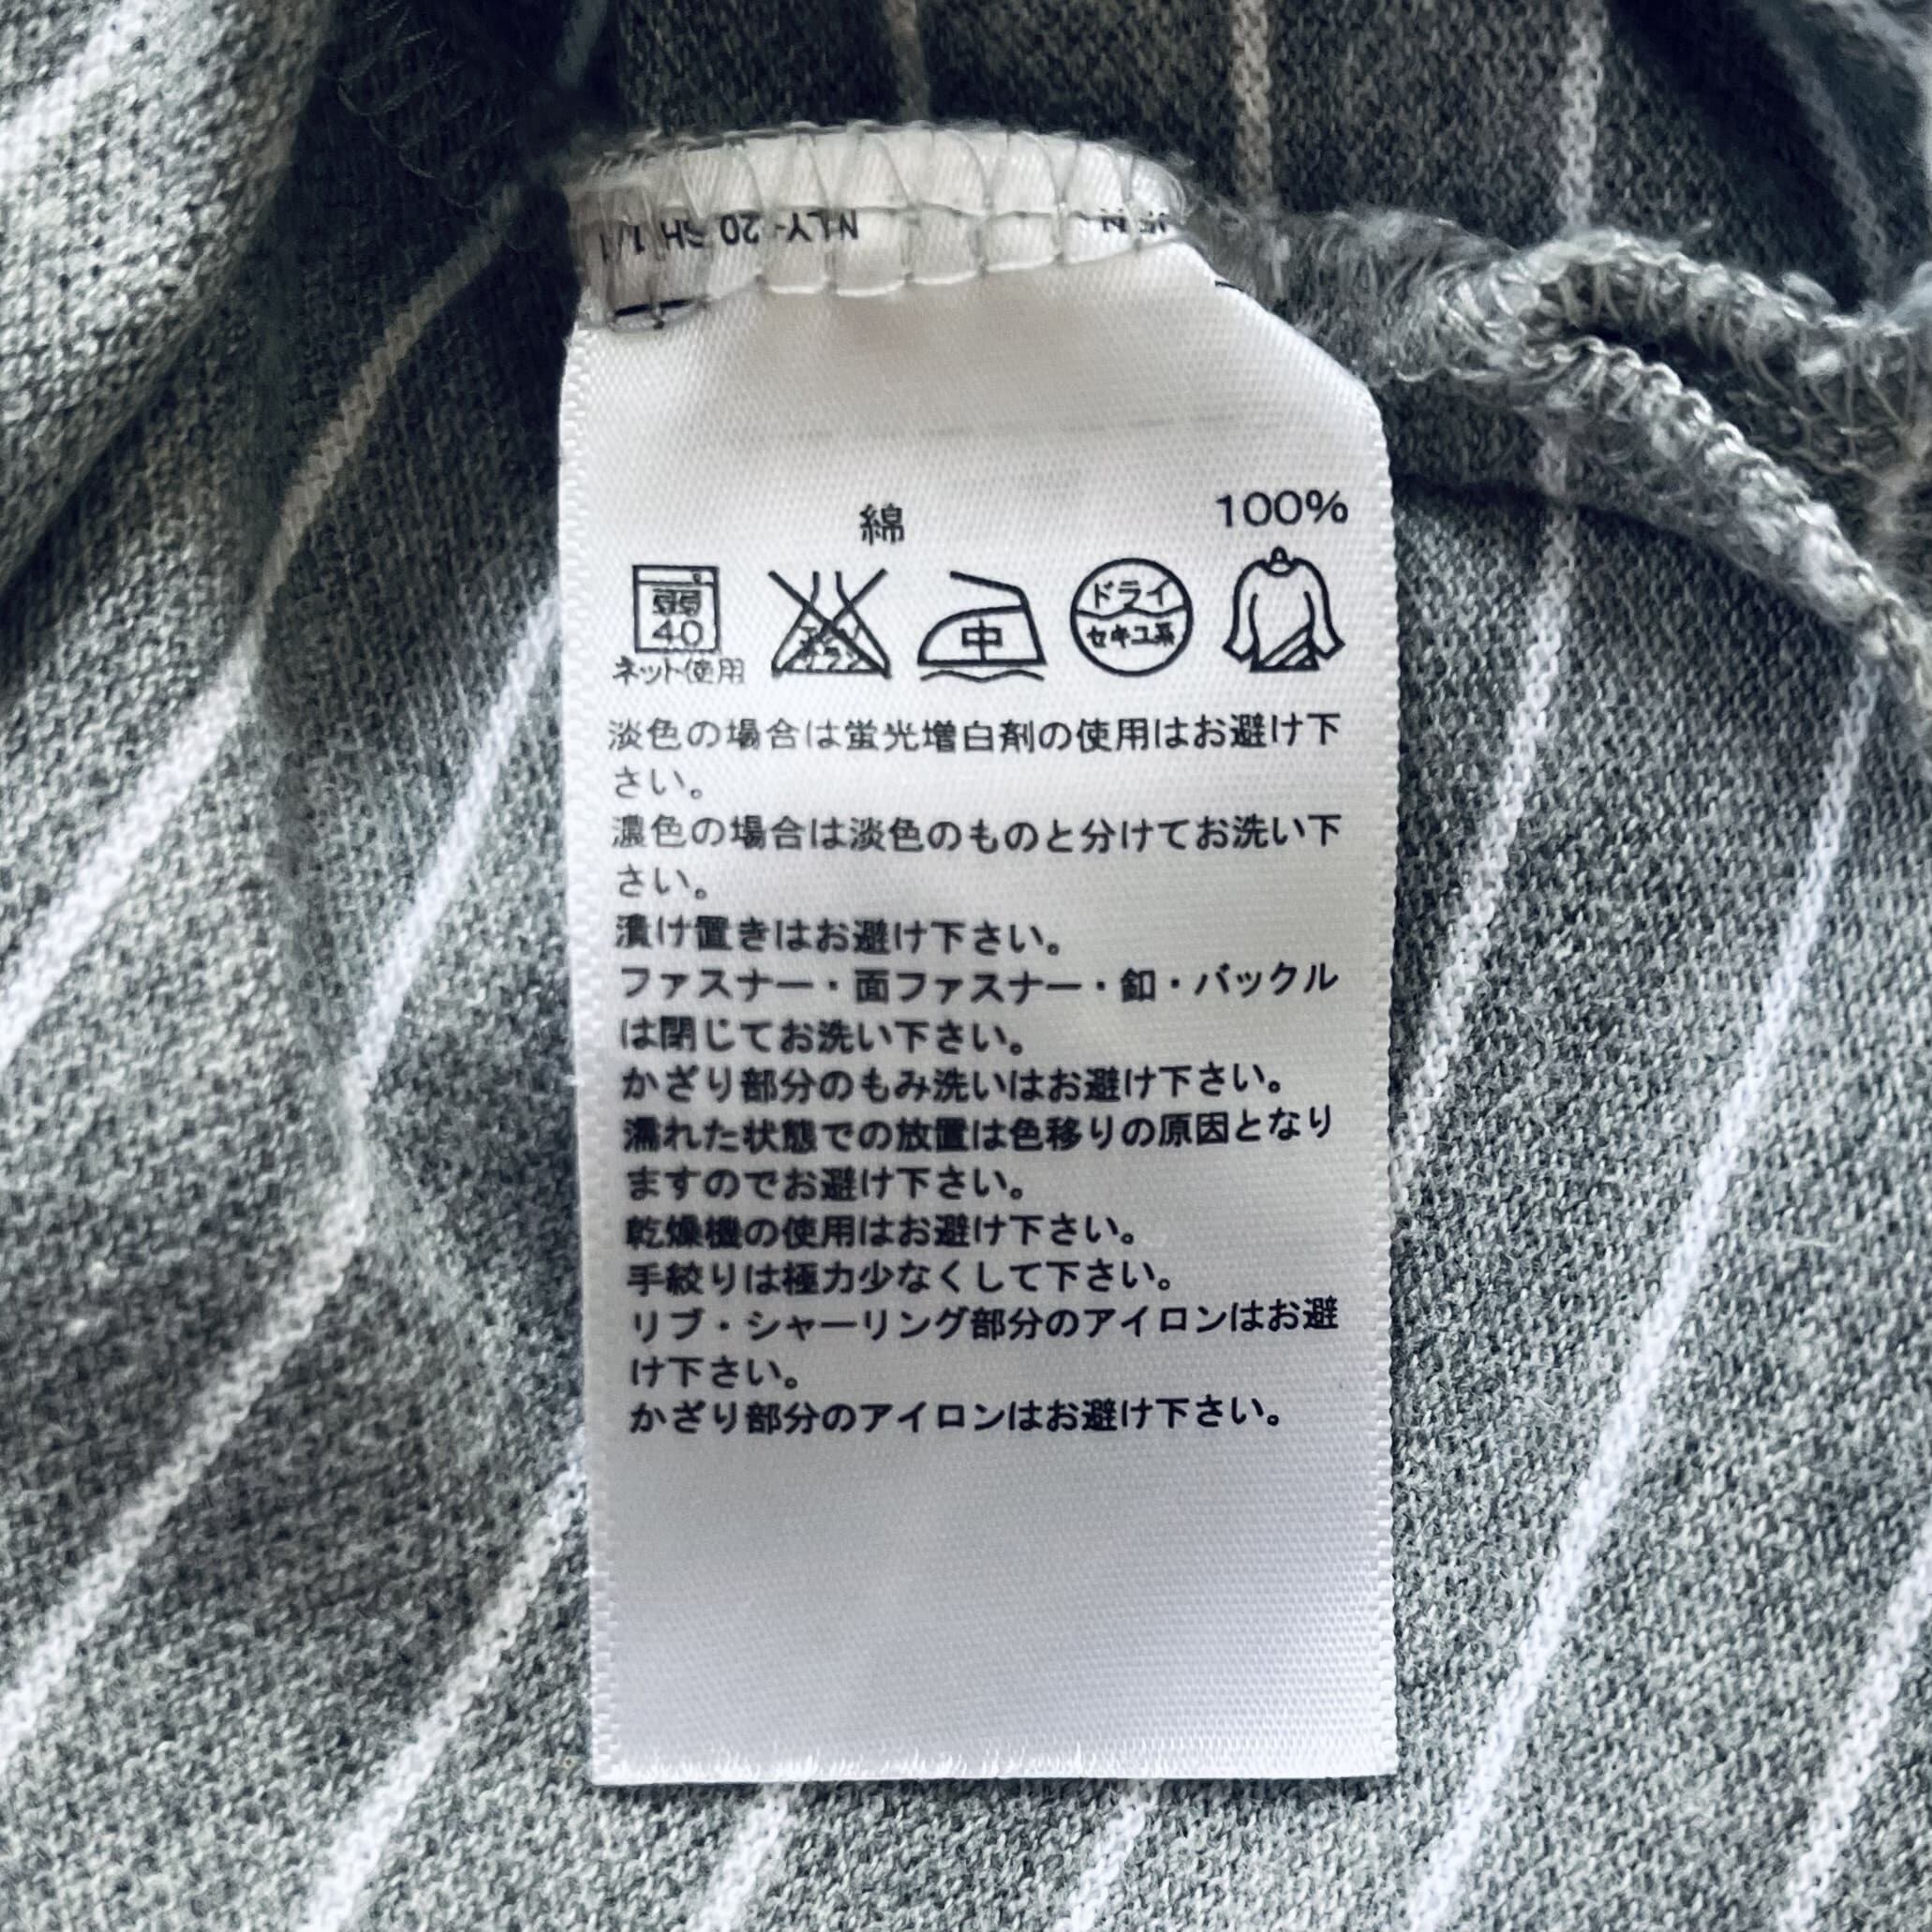 綿 100%
弱
40
ネット使用
エンソ
サラシ
中
ドライ
セキユ系
淡色の場合は蛍光増白剤の使用はお避け下
さい。
濃色の場合は淡色のものと分けてお洗い下
さい。
漬け置きはお避け下さい。
ファスナー・面ファスナー・釦・バックル
は閉じてお洗い下さい。
かざり部分のもみ洗いはお避け下さい。
濡れた状態での放置は色移りの原因となり
ますのでお避け下さい。
乾燥機の使用はお避け下さい。
手絞りは極力少なくして下さい。
リブ・シャーリング部分のアイロンはお避
け下さい。
かざり部分のアイロンはお避け下さい。